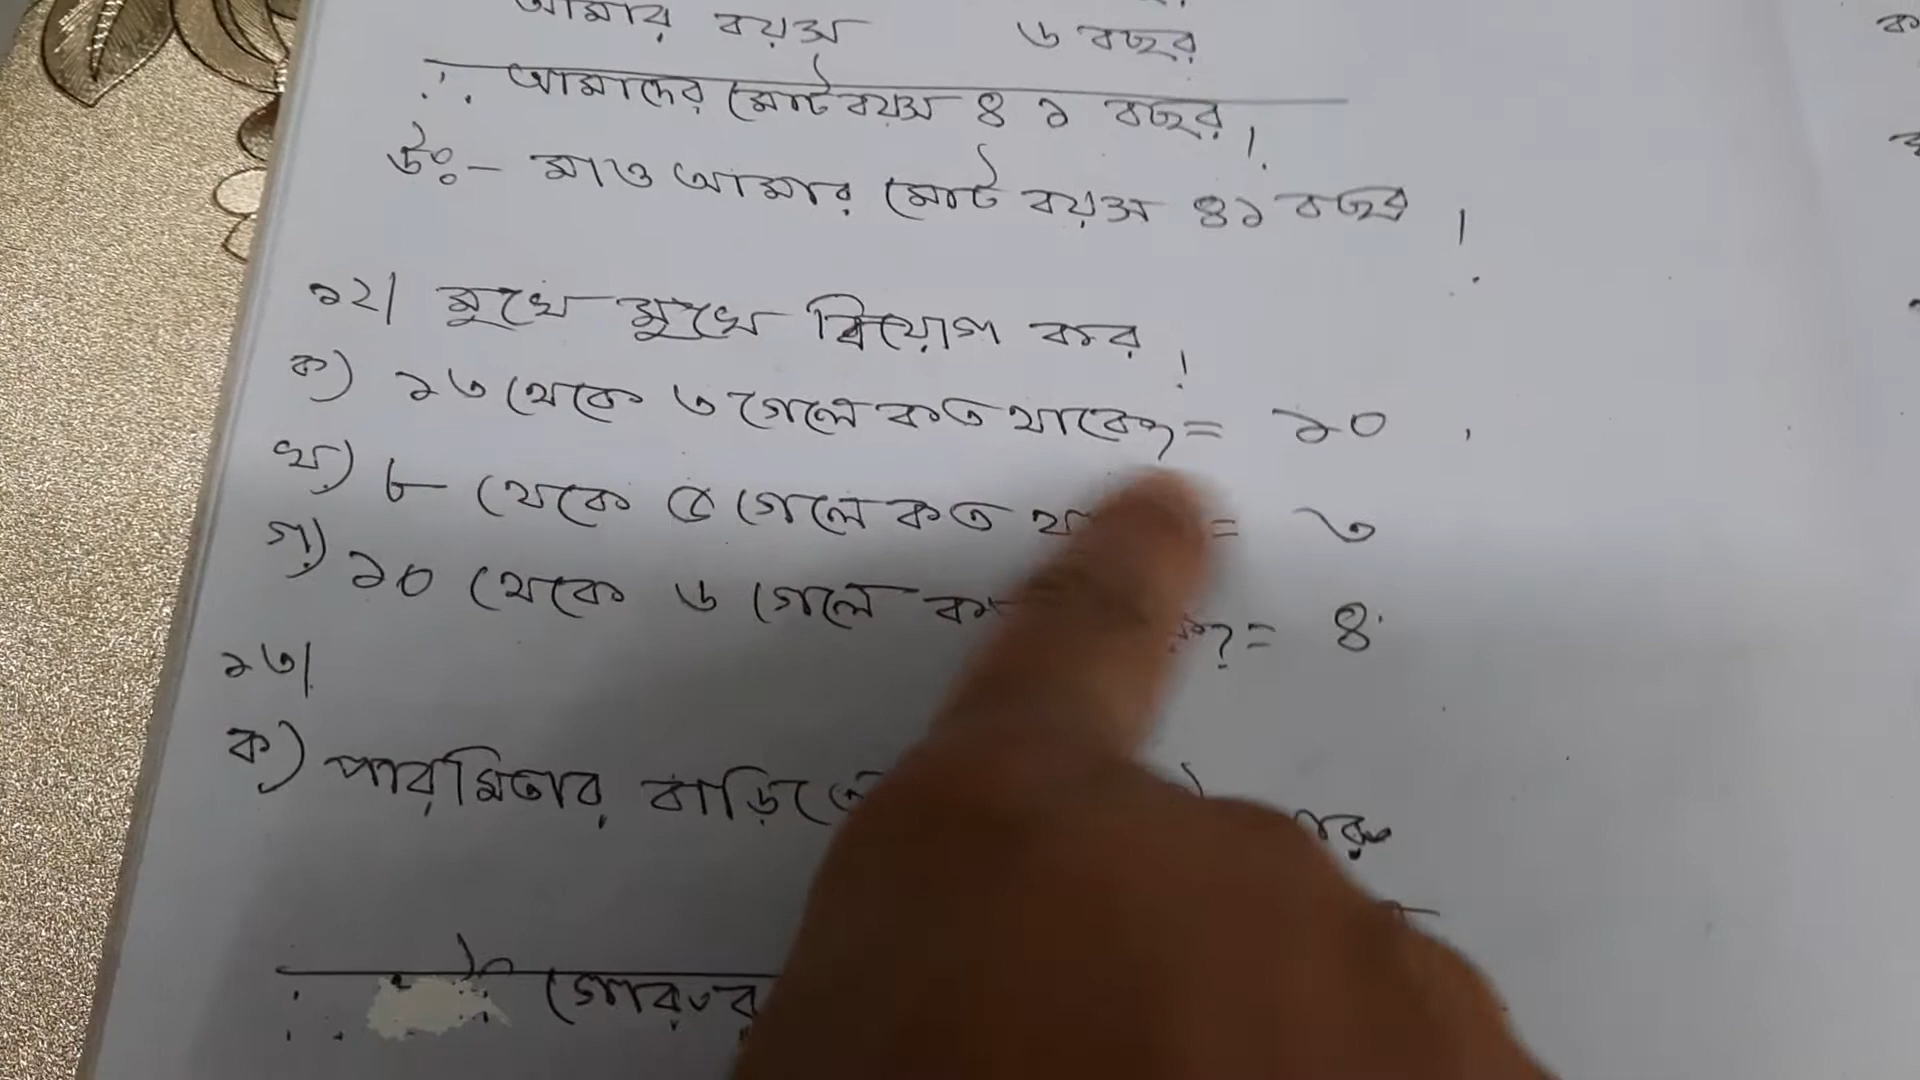 আমার বয়স ৬ বছর
∴ আমাদের মোট বয়স ৪১ বছর।
উঃ- মা ও আমার মোট বয়স ৪১ বছর।
১২। মুখে মুখে বিয়োগ কর।
ক) ১৩ থেকে ৩ গেলে কত থাকে? = ১০
খ) ৮ থেকে ৫ গেলে কত = ৩
গ) ১০ থেকে ৬ গেলে ? = ৪
১৩।
ক) পারমিতার বাড়িতে
গোরুর